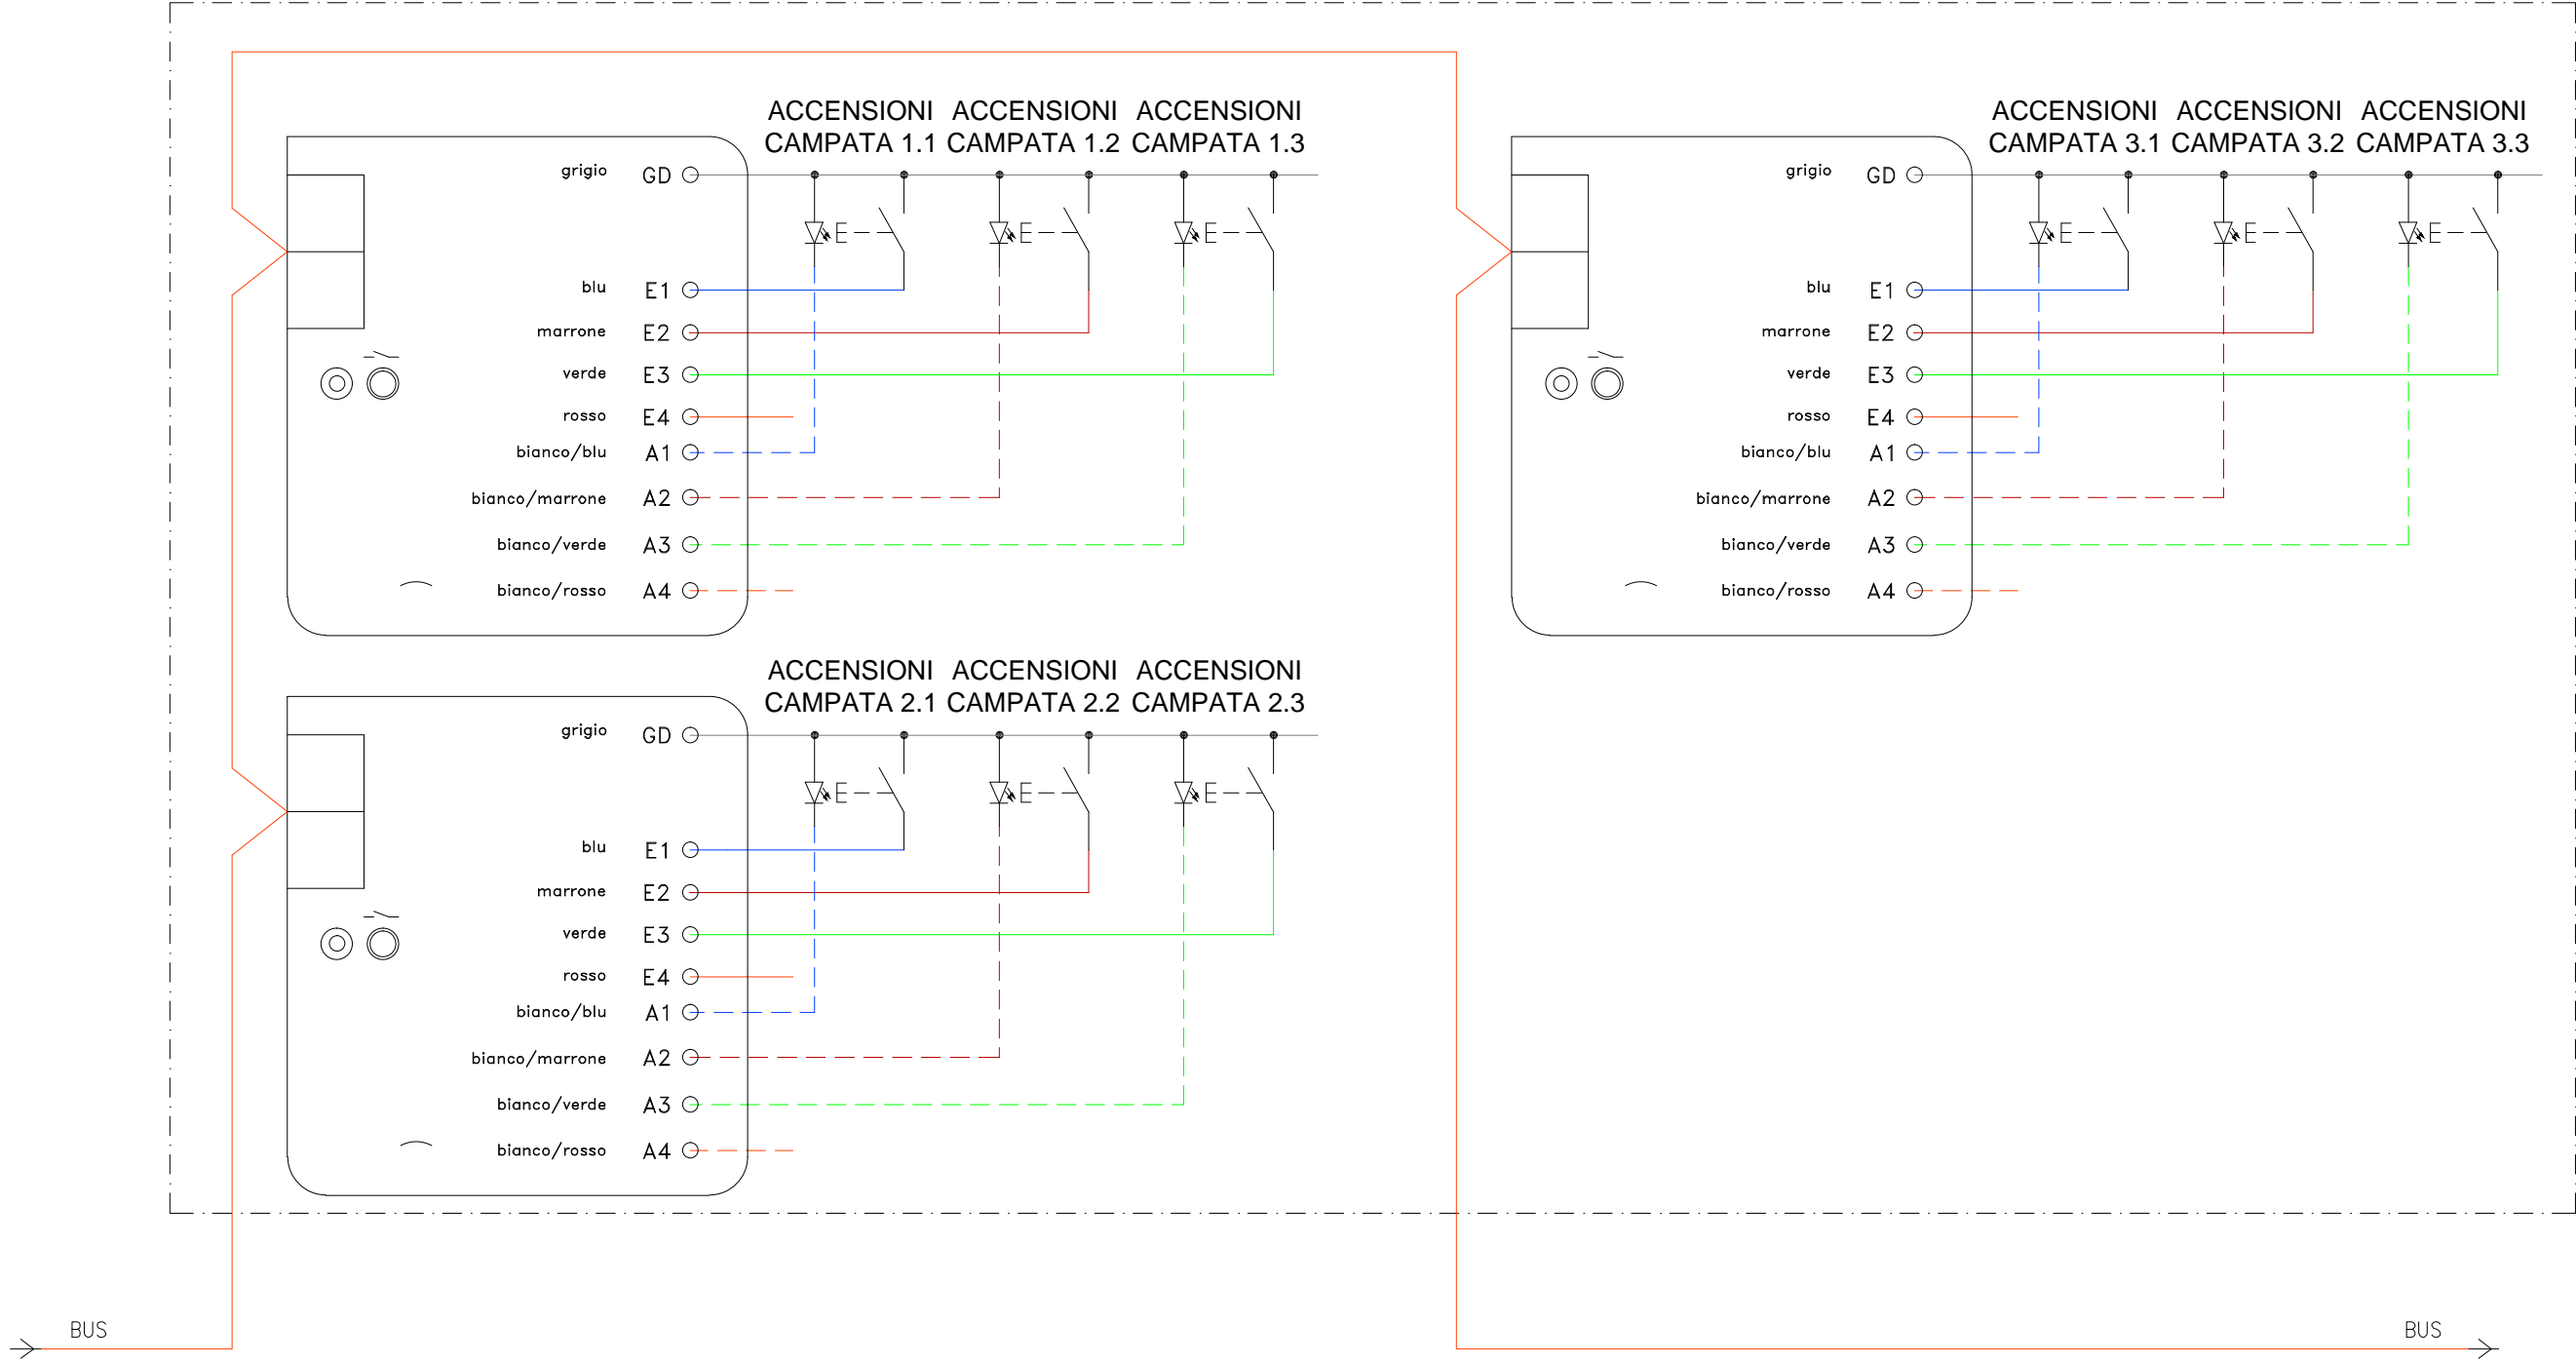 ACCENSIONI ACCENSIONI ACCENSIONI
CAMPATA 1.1 CAMPATA 1.2 CAMPATA 1.3
grigio GD
E E E
blu E1
marrone E2
verde E3
rosso E4
bianco/blu A1
bianco/marrone A2
bianco/verde A3
bianco/rosso A4
ACCENSIONI ACCENSIONI ACCENSIONI
CAMPATA 2.1 CAMPATA 2.2 CAMPATA 2.3
grigio GD
E E E
blu E1
marrone E2
verde E3
rosso E4
bianco/blu A1
bianco/marrone A2
bianco/verde A3
bianco/rosso A4
ACCENSIONI ACCENSIONI ACCENSIONI
CAMPATA 3.1 CAMPATA 3.2 CAMPATA 3.3
grigio GD
E E E
blu E1
marrone E2
verde E3
rosso E4
bianco/blu A1
bianco/marrone A2
bianco/verde A3
bianco/rosso A4
BUS BUS